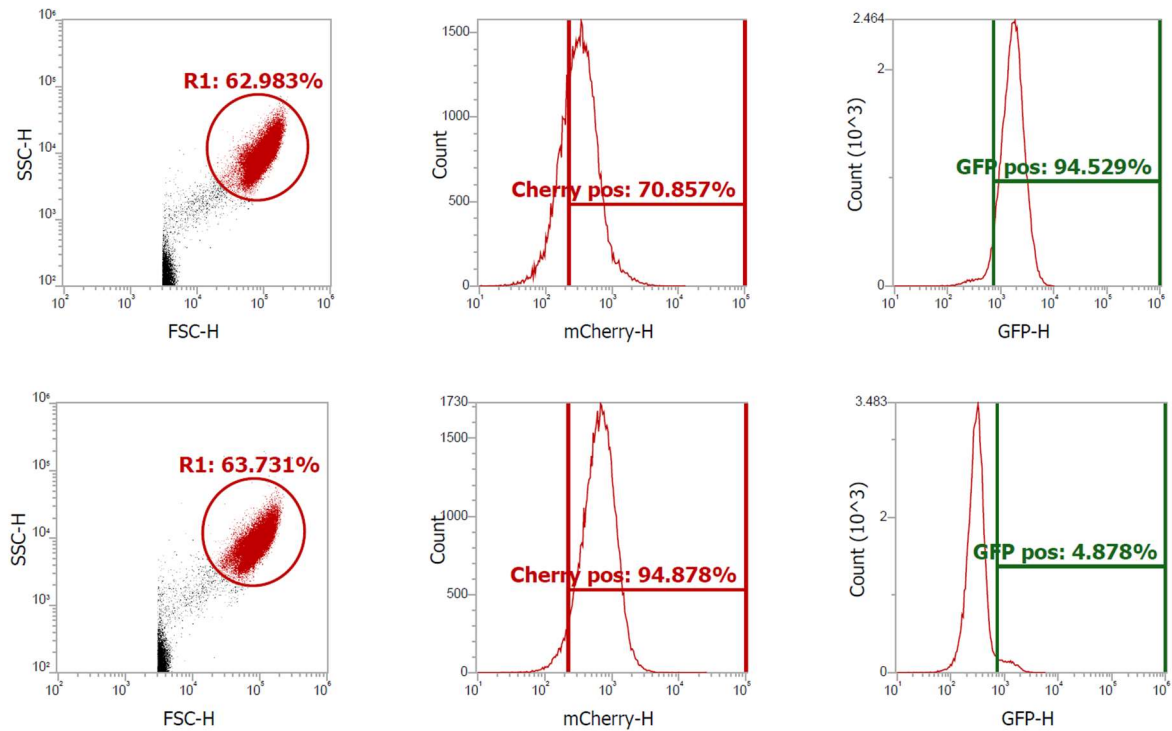 10⁶
10⁵
10⁴
10³
10²
SSC-H
R1: 62.983%
10² 10³ 10⁴ 10⁵ 10⁶
FSC-H
1500
1000
500
0
Count
Cherry pos: 70.857%
10¹ 10² 10³ 10⁴ 10⁵
mCherry-H
2.464
2
0
Count (10^3)
GFP pos: 94.529%
10¹ 10² 10³ 10⁴ 10⁵ 10⁶
GFP-H
10⁶
10⁵
10⁴
10³
10²
SSC-H
R1: 63.731%
10² 10³ 10⁴ 10⁵ 10⁶
FSC-H
1730
1500
1000
500
0
Count
Cherry pos: 94.878%
10¹ 10² 10³ 10⁴ 10⁵
mCherry-H
3.483
2
0
Count (10^3)
GFP pos: 4.878%
10¹ 10² 10³ 10⁴ 10⁵ 10⁶
GFP-H